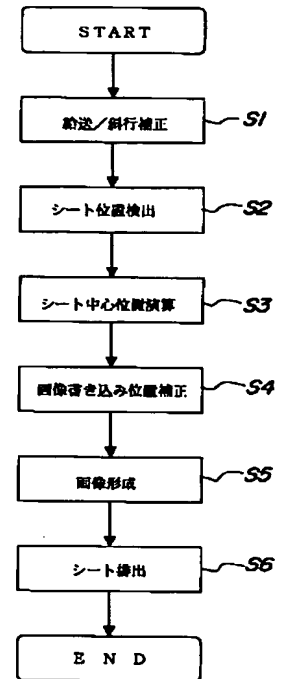 START
給送／斜行補正
S1
シート位置検出
S2
シート中心位置演算
S3
画像書き込み位置補正
S4
画像形成
S5
シート排出
S6
END